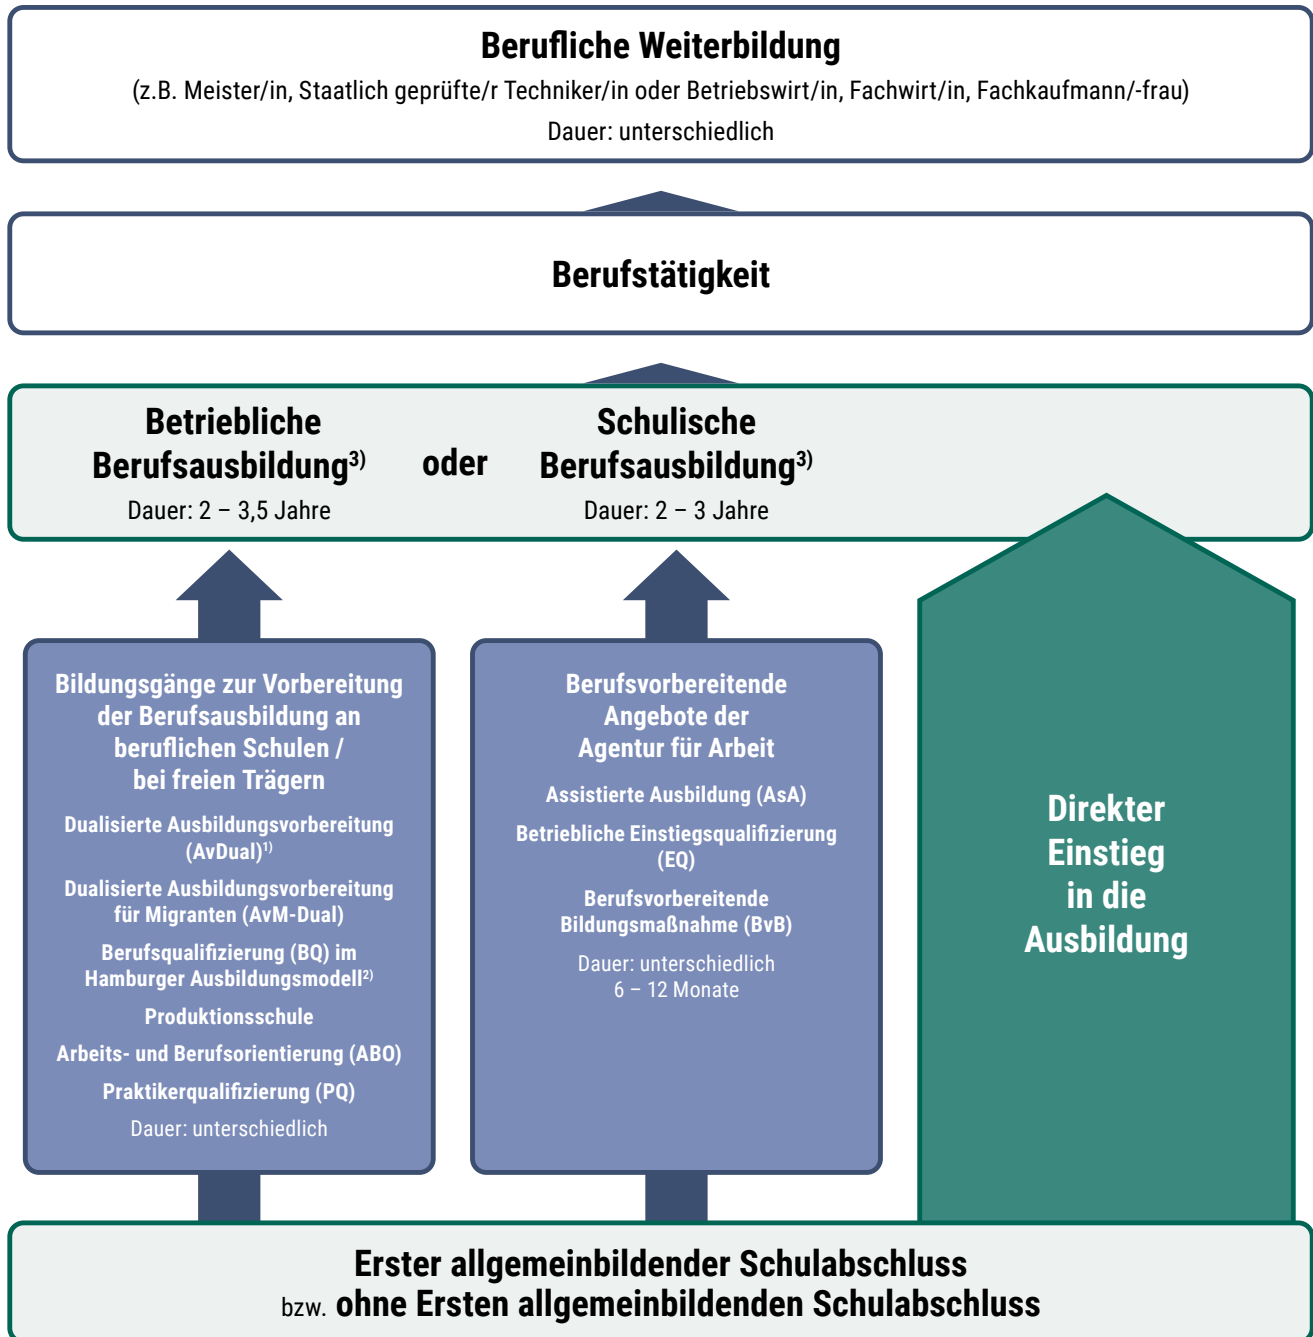 Berufliche Weiterbildung
(z.B. Meister/in, Staatlich geprüfte/r Techniker/in oder Betriebswirt/in, Fachwirt/in, Fachkaufmann/-frau)
Dauer: unterschiedlich
Berufstätigkeit
Betriebliche
Berufsausbildung³⁾
Dauer: 2 – 3,5 Jahre
oder
Schulische
Berufsausbildung³⁾
Dauer: 2 – 3 Jahre
Bildungsgänge zur Vorbereitung
der Berufsausbildung an
beruflichen Schulen /
bei freien Trägern
Dualisierte Ausbildungsvorbereitung
(AvDual)¹⁾
Dualisierte Ausbildungsvorbereitung
für Migranten (AvM-Dual)
Berufsqualifizierung (BQ) im
Hamburger Ausbildungsmodell²⁾
Produktionsschule
Arbeits- und Berufsorientierung (ABO)
Praktikerqualifizierung (PQ)
Dauer: unterschiedlich
Berufsvorbereitende
Angebote der
Agentur für Arbeit
Assistierte Ausbildung (AsA)
Betriebliche Einstiegsqualifizierung
(EQ)
Berufsvorbereitende
Bildungsmaßnahme (BvB)
Dauer: unterschiedlich
6 – 12 Monate
Direkter
Einstieg
in die
Ausbildung
Erster allgemeinbildender Schulabschluss
bzw. ohne Ersten allgemeinbildenden Schulabschluss